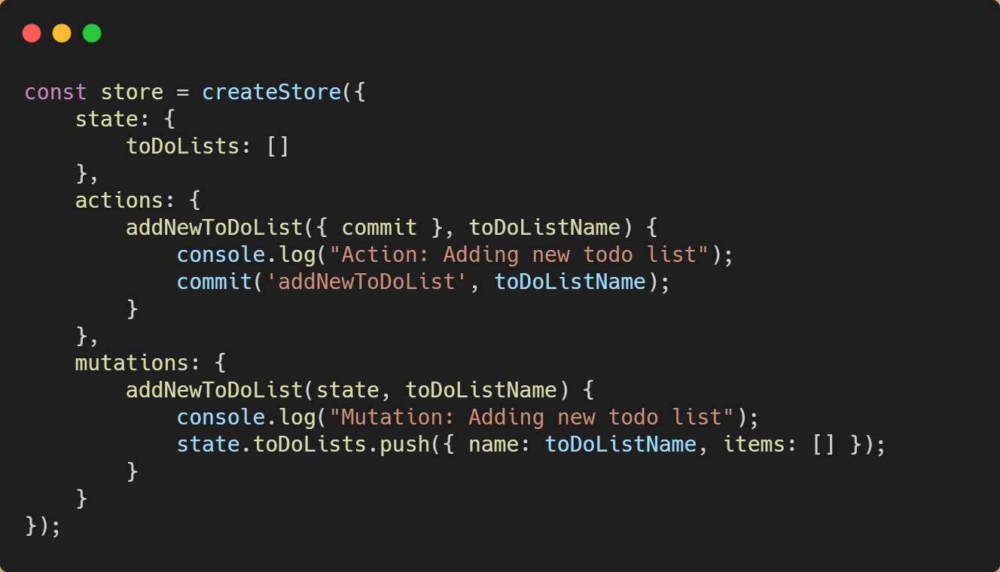 const store = createStore({
    state: {
        toDoLists: []
    },
    actions: {
        addNewToDoList({ commit }, toDoListName) {
            console.log("Action: Adding new todo list");
            commit('addNewToDoList', toDoListName);
        }
    },
    mutations: {
        addNewToDoList(state, toDoListName) {
            console.log("Mutation: Adding new todo list");
            state.toDoLists.push({ name: toDoListName, items: [] });
        }
    }
});